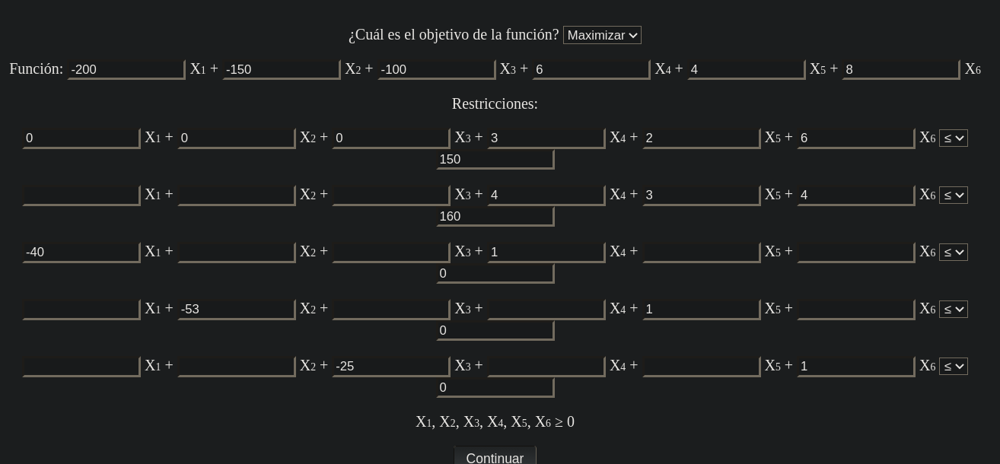 ¿Cuál es el objetivo de la función? Maximizar
Función: -200 X1 + -150 X2 + -100 X3 + 6 X4 + 4 X5 + 8 X6
Restricciones:
0 X1 + 0 X2 + 0 X3 + 3 X4 + 2 X5 + 6 X6 ≤
150
X1 + X2 + X3 + 4 X4 + 3 X5 + 4 X6 ≤
160
-40 X1 + X2 + X3 + 1 X4 + X5 + X6 ≤
0
X1 + -53 X2 + X3 + X4 + 1 X5 + X6 ≤
0
X1 + X2 + -25 X3 + X4 + X5 + 1 X6 ≤
0
X1, X2, X3, X4, X5, X6 ≥ 0
Continuar